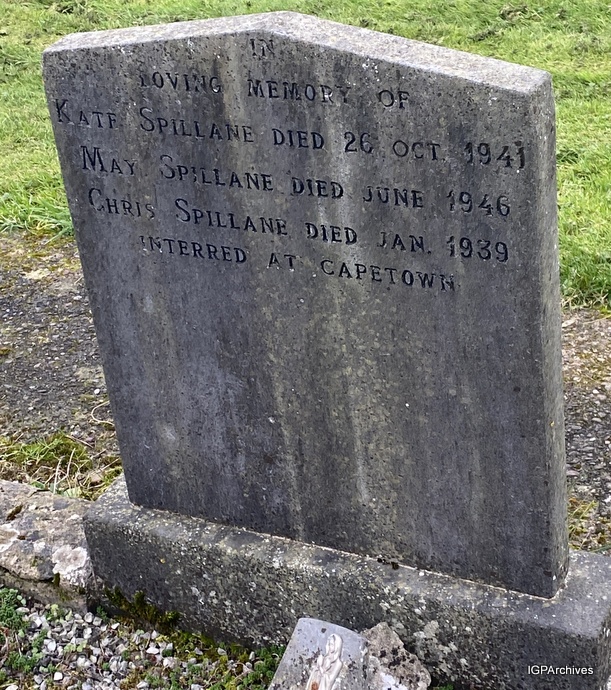 IN
LOVING MEMORY OF
KATE SPILLANE DIED 26 OCT. 1941
MAY SPILLANE DIED JUNE 1946
CHRIS SPILLANE DIED JAN. 1939
INTERRED AT CAPETOWN
IGPArchives